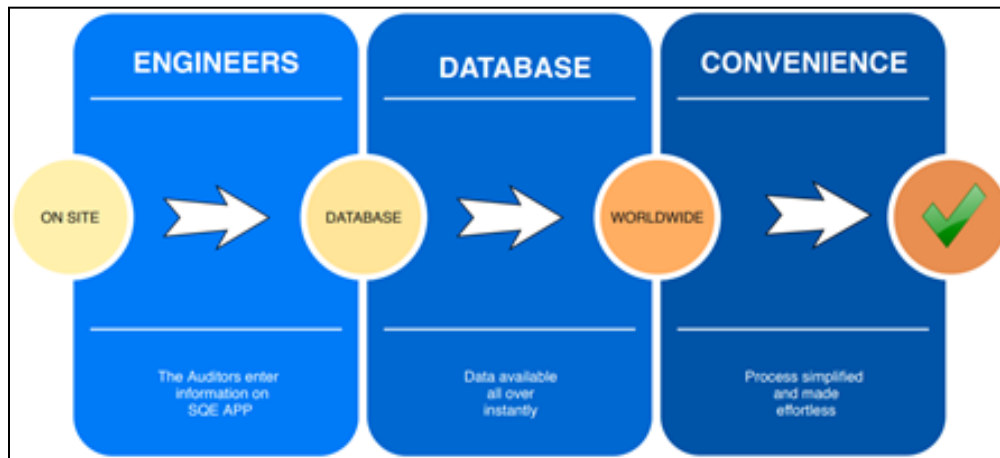 ENGINEERS
DATABASE
CONVENIENCE
ON SITE
DATABASE
WORLDWIDE
The Auditors enter
information on
SQE APP
Data available
all over
instantly
Process simplified
and made
effortless